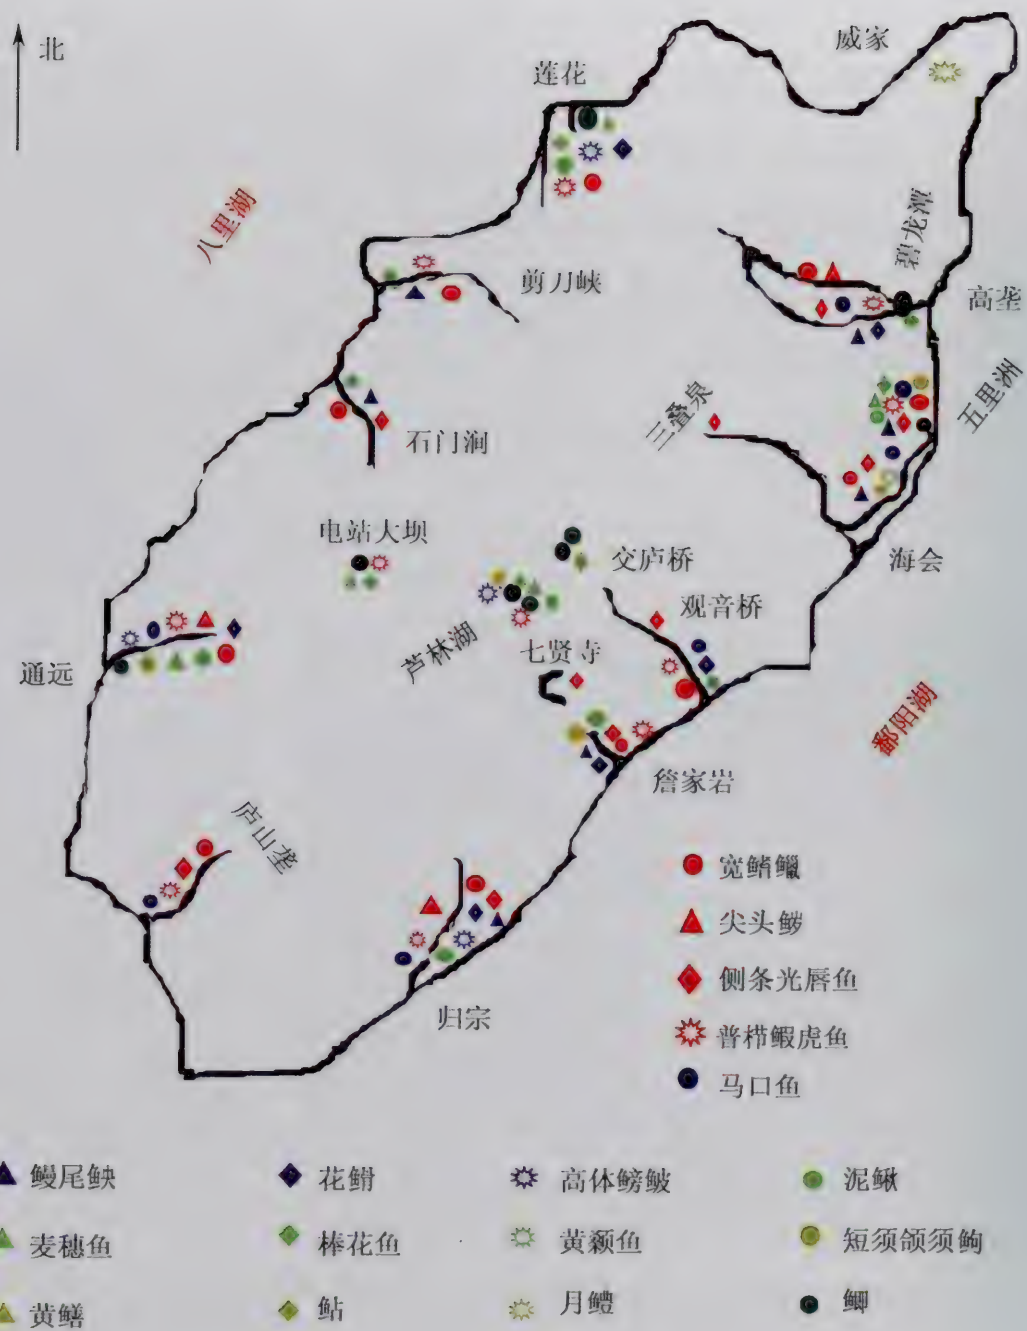 北
威家
莲花
八里湖
碧龙潭
剪刀峡
高垄
五里洲
三叠泉
石门涧
电站大坝
交庐桥
海会
观音桥
芦林湖
七贤寺
通远
鄱阳湖
詹家岩
庐山垄
归宗
宽鳍鱲
尖头鱥
侧条光唇鱼
普栉鰕虎鱼
马口鱼
鳗尾鉠 花䱻 高体鳑鲏 泥鳅
麦穗鱼 棒花鱼 黄颡鱼 短须颌须鮈
黄鳝 鲇 月鳢 鲫